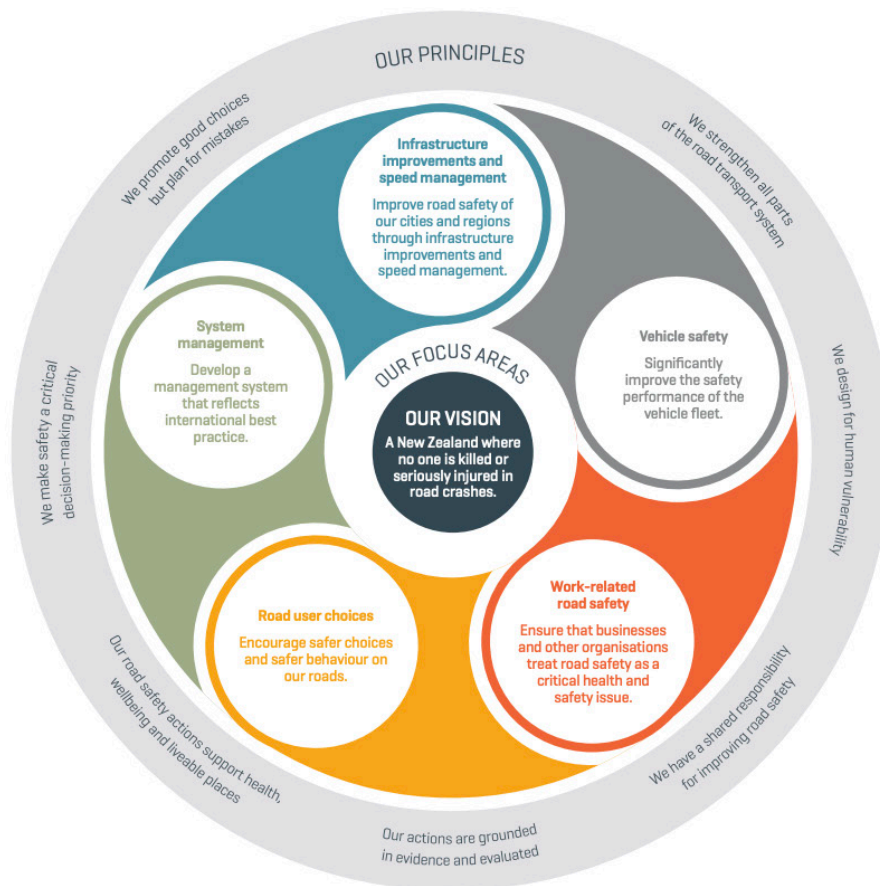 OUR PRINCIPLES
We promote good choices
but plan for mistakes
We strengthen all parts
of the road transport system
We design for human vulnerability
We have a shared responsibility
for improving road safety
Our actions are grounded
in evidence and evaluated
Our road safety actions support health,
wellbeing and liveable places
We make safety a critical
decision-making priority
Infrastructure
improvements and
speed management
Improve road safety of
our cities and regions
through infrastructure
improvements and
speed management.
Vehicle safety
Significantly
improve the safety
performance of the
vehicle fleet.
Work-related
road safety
Ensure that businesses
and other organisations
treat road safety as a
critical health and
safety issue.
Road user choices
Encourage safer choices
and safer behaviour on
our roads.
System
management
Develop a
management system
that reflects
international best
practice.
OUR FOCUS AREAS
OUR VISION
A New Zealand where
no one is killed or
seriously injured in
road crashes.